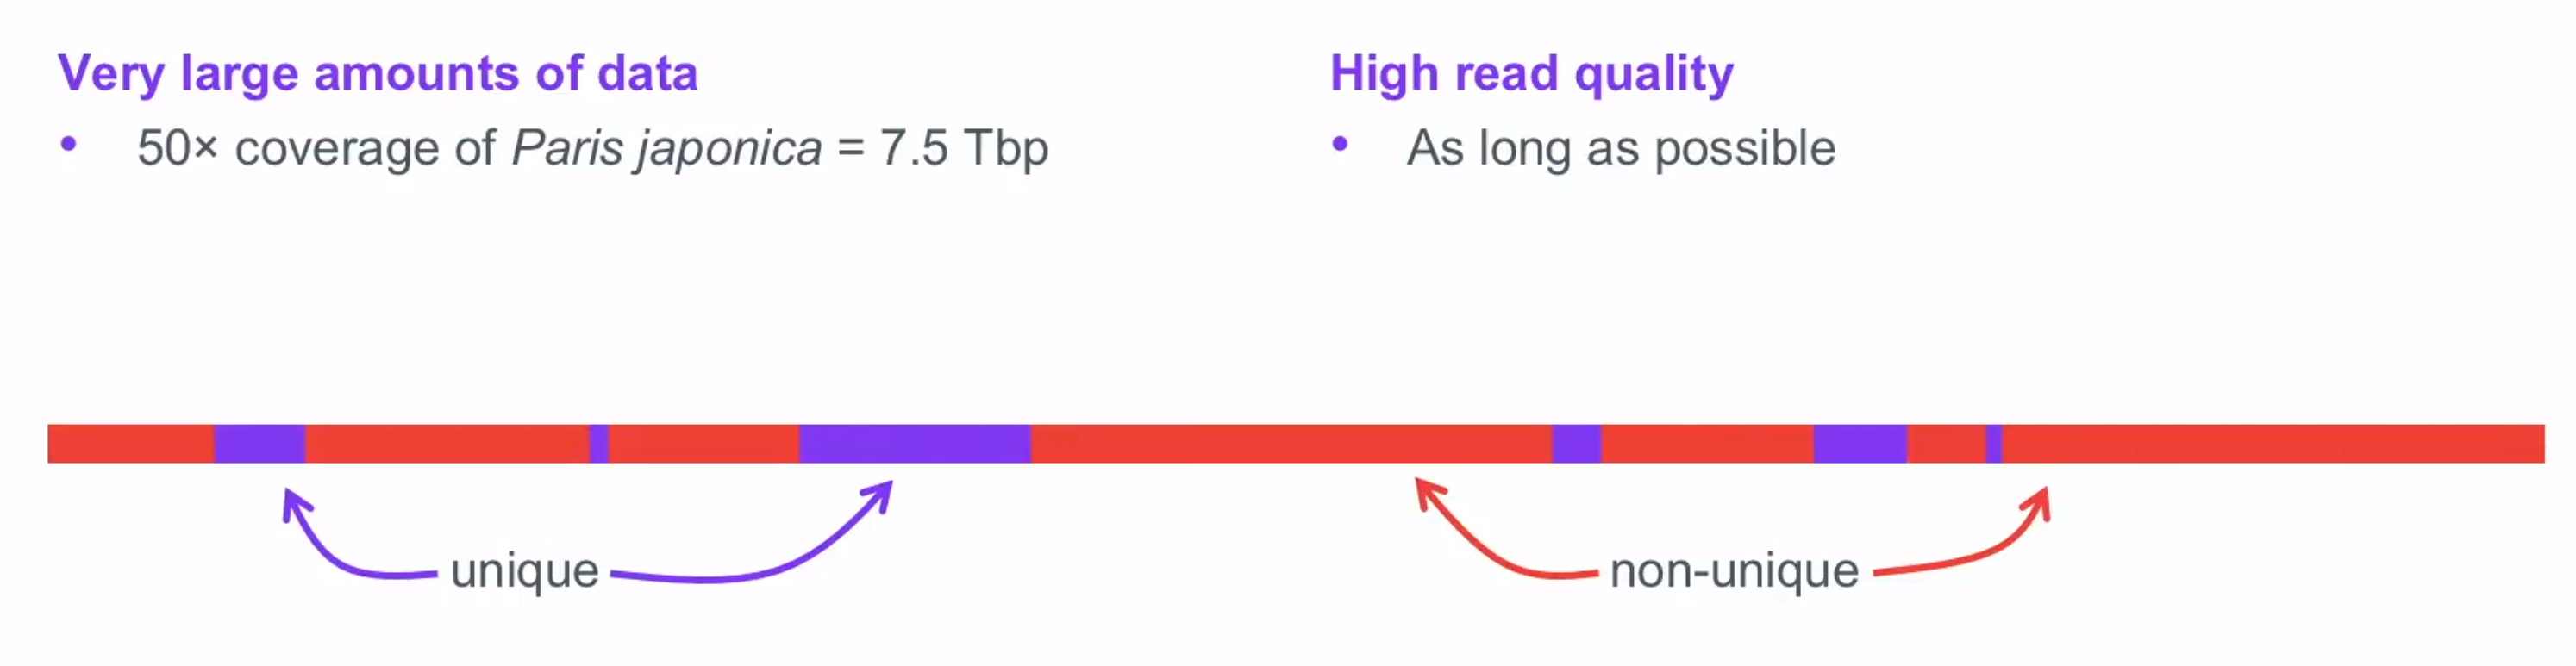 Very large amounts of data
• 50× coverage of Paris japonica = 7.5 Tbp
High read quality
• As long as possible
unique
non-unique